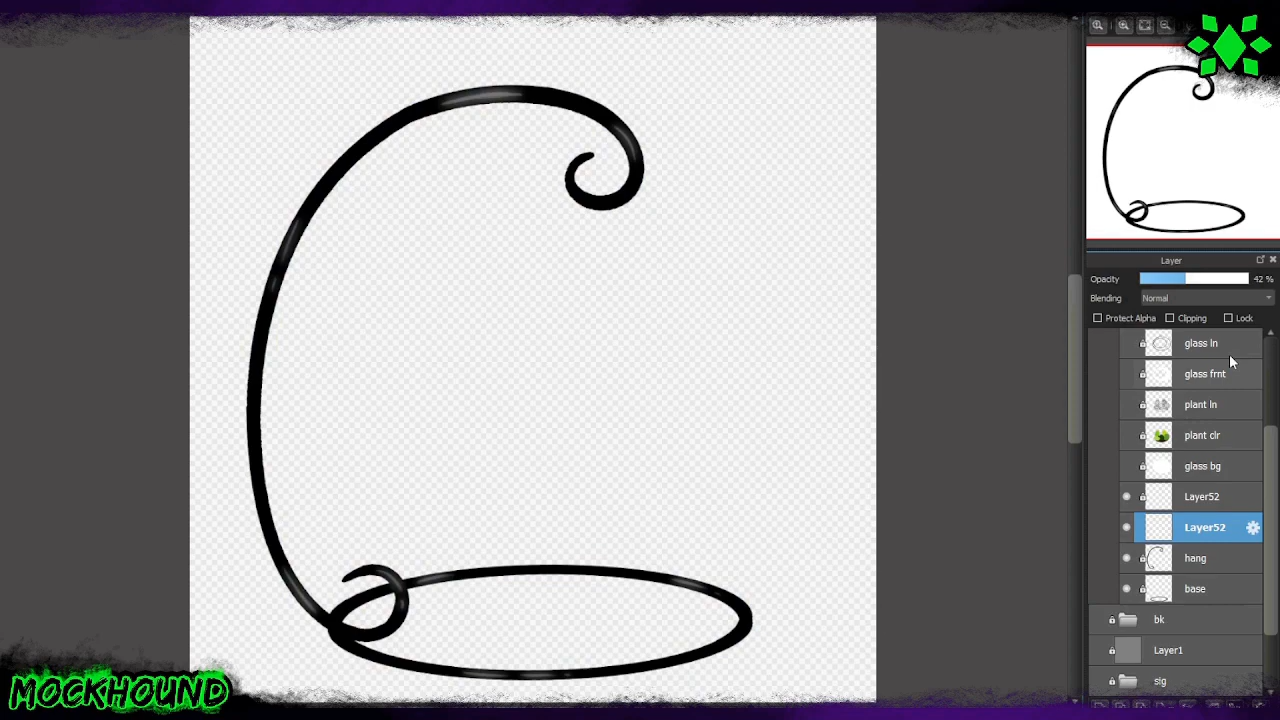 Layer
Opacity 42 %
Blending Normal
Protect Alpha Clipping Lock
glass ln
glass frnt
plant ln
plant clr
glass bg
Layer52
Layer52
hang
base
bk
Layer1
sig
MOCKHOUND